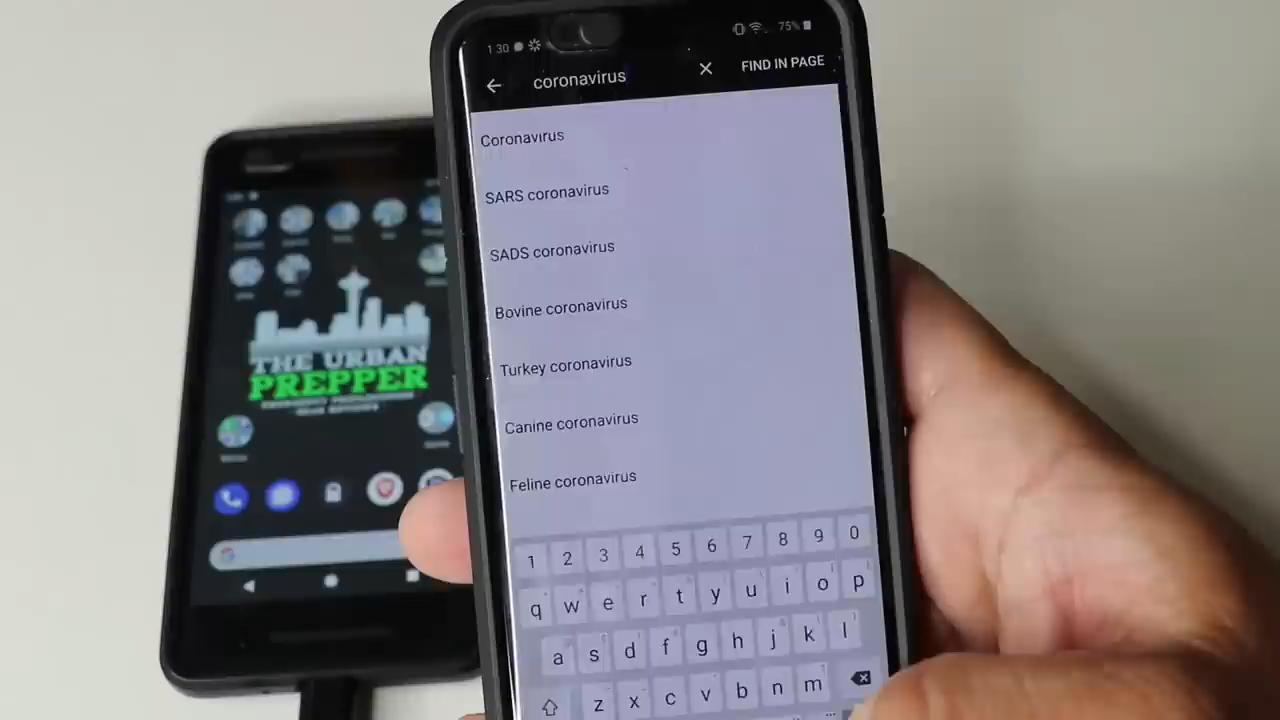 1:30
75%
coronavirus
FIND IN PAGE
Coronavirus
SARS coronavirus
SADS coronavirus
Bovine coronavirus
Turkey coronavirus
Canine coronavirus
Feline coronavirus
1 2 3 4 5 6 7 8 9 0
q w e r t y u i o p
a s d f g h j k l
z x c v b n m
THE URBAN
PREPPER